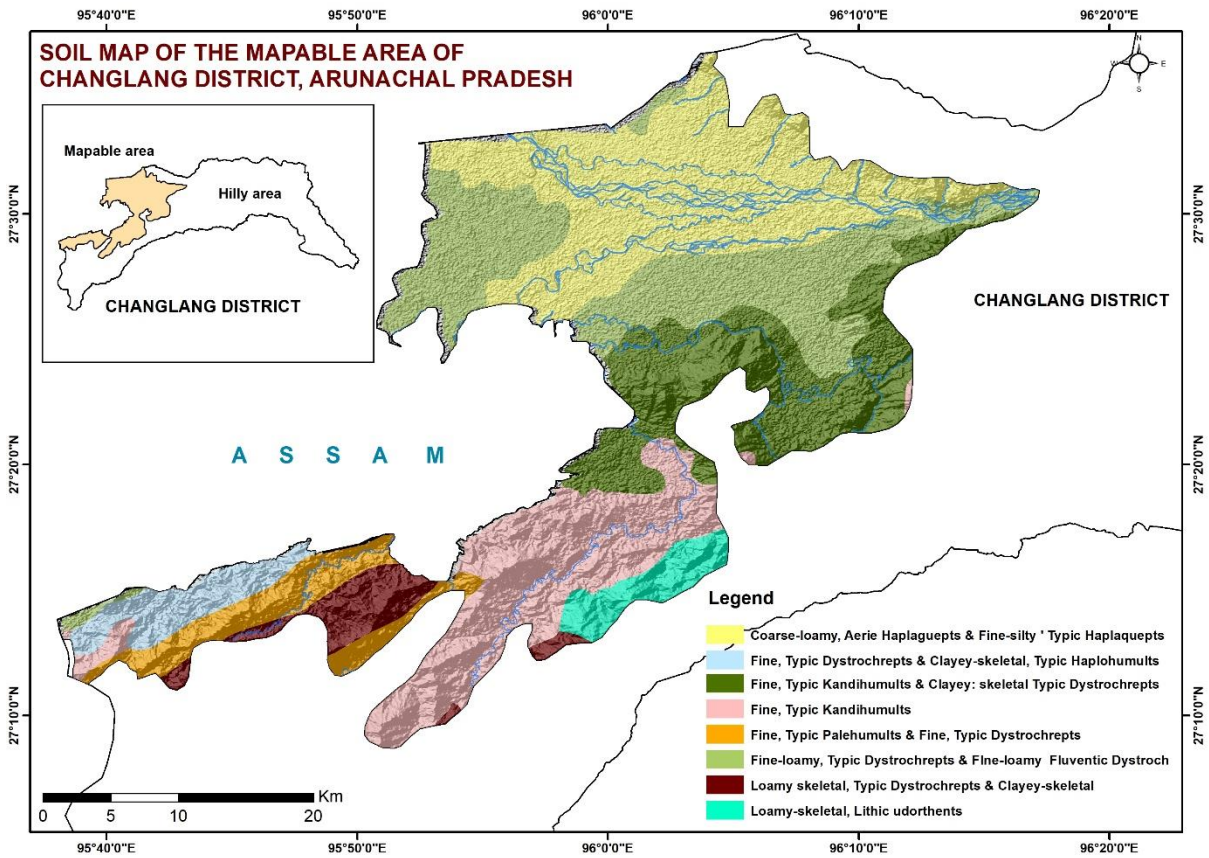 95°40'0"E 95°50'0"E 96°0'0"E 96°10'0"E 96°20'0"E
SOIL MAP OF THE MAPABLE AREA OF
CHANGLANG DISTRICT, ARUNACHAL PRADESH
N
W E
S
Mapable area
Hilly area
CHANGLANG DISTRICT
27°30'0"N 27°30'0"N
CHANGLANG DISTRICT
A S S A M
27°20'0"N 27°20'0"N
Legend
Coarse-loamy, Aerie Haplaguepts & Fine-silty ' Typic Haplaquepts
Fine, Typic Dystrochrepts & Clayey-skeletal, Typic Haplohumults
Fine, Typic Kandihumults & Clayey: skeletal Typic Dystrochrepts
Fine, Typic Kandihumults
Fine, Typic Palehumults & Fine, Typic Dystrochrepts
Fine-loamy, Typic Dystrochrepts & FIne-loamy Fluventic Dystroch
Loamy skeletal, Typic Dystrochrepts & Clayey-skeletal
Loamy-skeletal, Lithic udorthents
27°10'0"N 27°10'0"N
Km
0 5 10 20
95°40'0"E 95°50'0"E 96°0'0"E 96°10'0"E 96°20'0"E